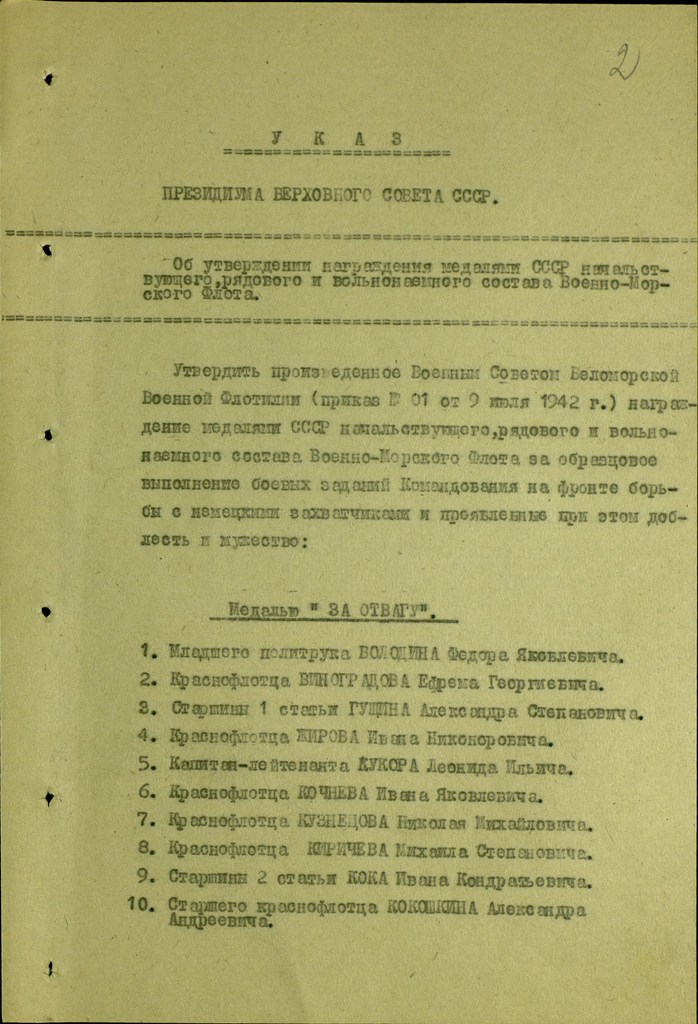 2
У К А З
ПРЕЗИДИУМА ВЕРХОВНОГО СОВЕТА СССР.
Об утверждении награждения медалями СССР начальст-
вующего,рядового и вольнонаемного состава Военно-Мор-
ского Флота.
Утвердить произведенное Военным Советом Беломорской
Военной Флотилии (приказ № 01 от 9 июля 1942 г.) награж-
дение медалями СССР начальствующего,рядового и вольно-
наемного состава Военно-Морского Флота за образцовое
выполнение боевых заданий Командования на фронте борь-
бы с немецкими захватчиками и проявленные при этом доб-
лесть и мужество:
Медалью " ЗА ОТВАГУ".
1. Младшего политрука ВОЛОДИНА Федора Яковлевича.
2. Краснофлотца ВИНОГРАДОВА Ефрема Георгиевича.
3. Старшины 1 статьи ГУЩИНА Александра Степановича.
4. Краснофлотца ЖИРОВА Ивана Никоноровича.
5. Капитан-лейтенанта ЖУКОРА Леонида Ильича.
6. Краснофлотца КОЧНЕВА Ивана Яковлевича.
7. Краснофлотца КУЗНЕДОВА Николая Михайловича.
8. Краснофлотца КИРИЧЕВА Михаила Степановича.
9. Старшины 2 статьи КОКА Ивана Кондратьевича.
10. Старшего краснофлотца КОКОШКИНА Александра
Андреевича.